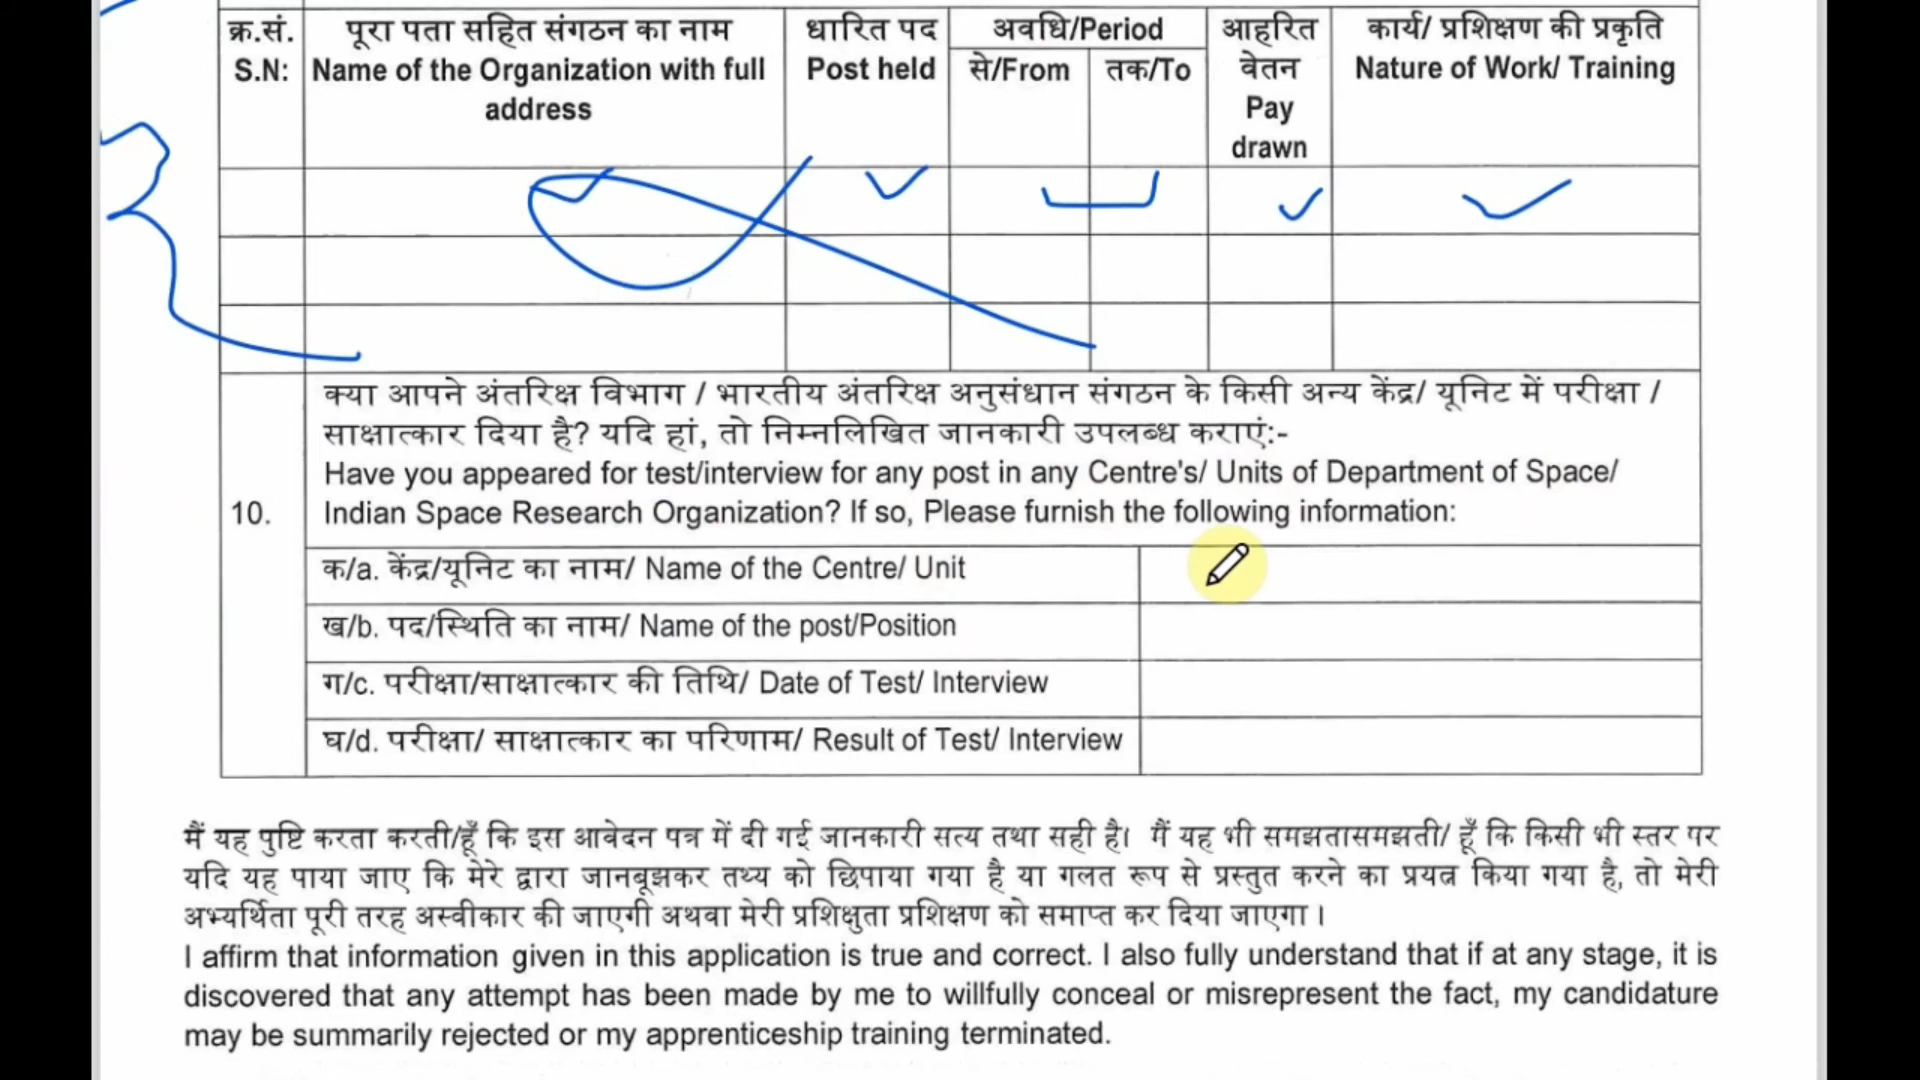 क्र.सं. पूरा पता सहित संगठन का नाम धारित पद अवधि/Period आहरित कार्य/ प्रशिक्षण की प्रकृति
S.N: Name of the Organization with full Post held से/From तक/To वेतन Nature of Work/ Training
address Pay
drawn
क्या आपने अंतरिक्ष विभाग / भारतीय अंतरिक्ष अनुसंधान संगठन के किसी अन्य केंद्र/ यूनिट में परीक्षा /
साक्षात्कार दिया है? यदि हां, तो निम्नलिखित जानकारी उपलब्ध कराएं:-
Have you appeared for test/interview for any post in any Centre's/ Units of Department of Space/
10. Indian Space Research Organization? If so, Please furnish the following information:
क/a. केंद्र/यूनिट का नाम/ Name of the Centre/ Unit
ख/b. पद/स्थिति का नाम/ Name of the post/Position
ग/c. परीक्षा/साक्षात्कार की तिथि/ Date of Test/ Interview
घ/d. परीक्षा/ साक्षात्कार का परिणाम/ Result of Test/ Interview
मैं यह पुष्टि करता करती/हूँ कि इस आवेदन पत्र में दी गई जानकारी सत्य तथा सही है। मैं यह भी समझतासमझती/ हूँ कि किसी भी स्तर पर
यदि यह पाया जाए कि मेरे द्वारा जानबूझकर तथ्य को छिपाया गया है या गलत रूप से प्रस्तुत करने का प्रयत्न किया गया है, तो मेरी
अभ्यर्थिता पूरी तरह अस्वीकार की जाएगी अथवा मेरी प्रशिक्षुता प्रशिक्षण को समाप्त कर दिया जाएगा ।
I affirm that information given in this application is true and correct. I also fully understand that if at any stage, it is
discovered that any attempt has been made by me to willfully conceal or misrepresent the fact, my candidature
may be summarily rejected or my apprenticeship training terminated.